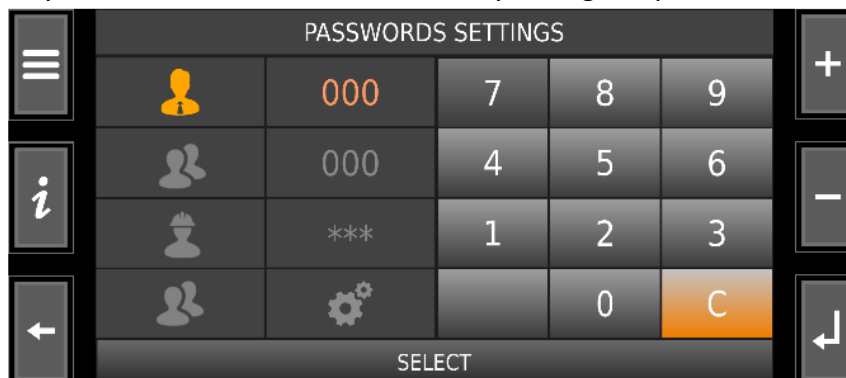 PASSWORDS SETTINGS
000 7 8 9
000 4 5 6
*** 1 2 3
0 C
SELECT
+
i
-